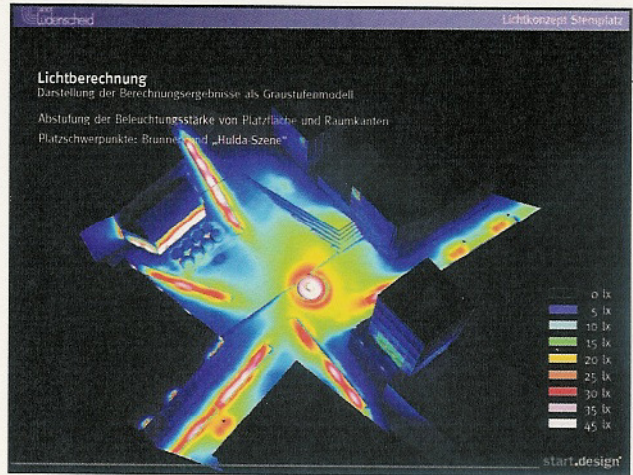 Lüdenscheid
Lichtkonzept Stensplatz
Lichtberechnung
Darstellung der Berechnungsergebnisse als Graustufenmodell
Abstufung der Beleuchtungsstärke von Platzfläche und Raumkanten
Platzschwerpunkte: Brunnen und „Hulda-Szene“
0 lx
5 lx
10 lx
15 lx
20 lx
25 lx
30 lx
35 lx
45 lx
start.design